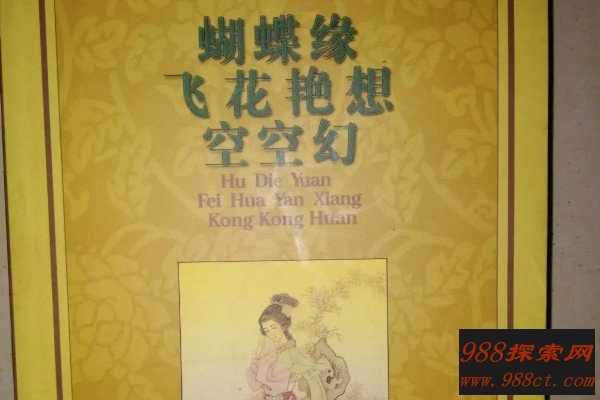 蝴蝶缘
飞花艳想
空空幻
Hu Die Yuan
Fei Hua Yan Xiang
Kong Kong Huan
988探索网
www.988ct.com